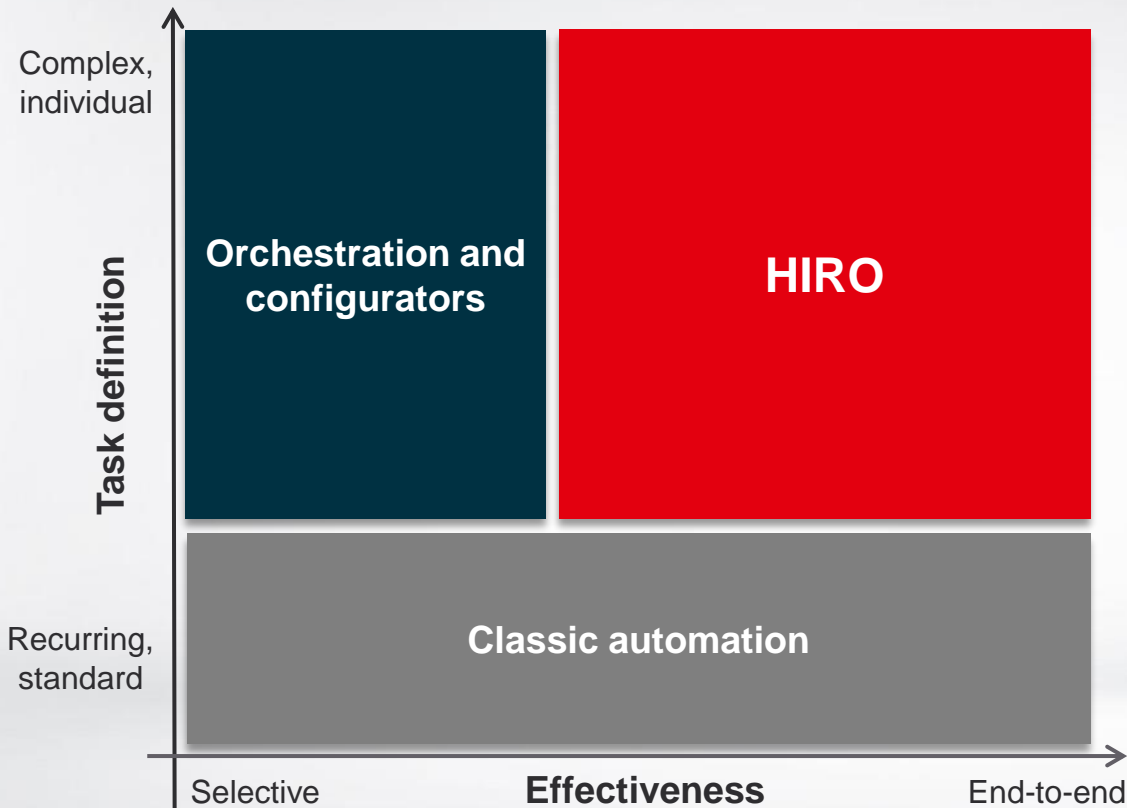 Complex,
individual
Orchestration and
configurators
HIRO
Task definition
Recurring,
standard
Classic automation
Selective
Effectiveness
End-to-end